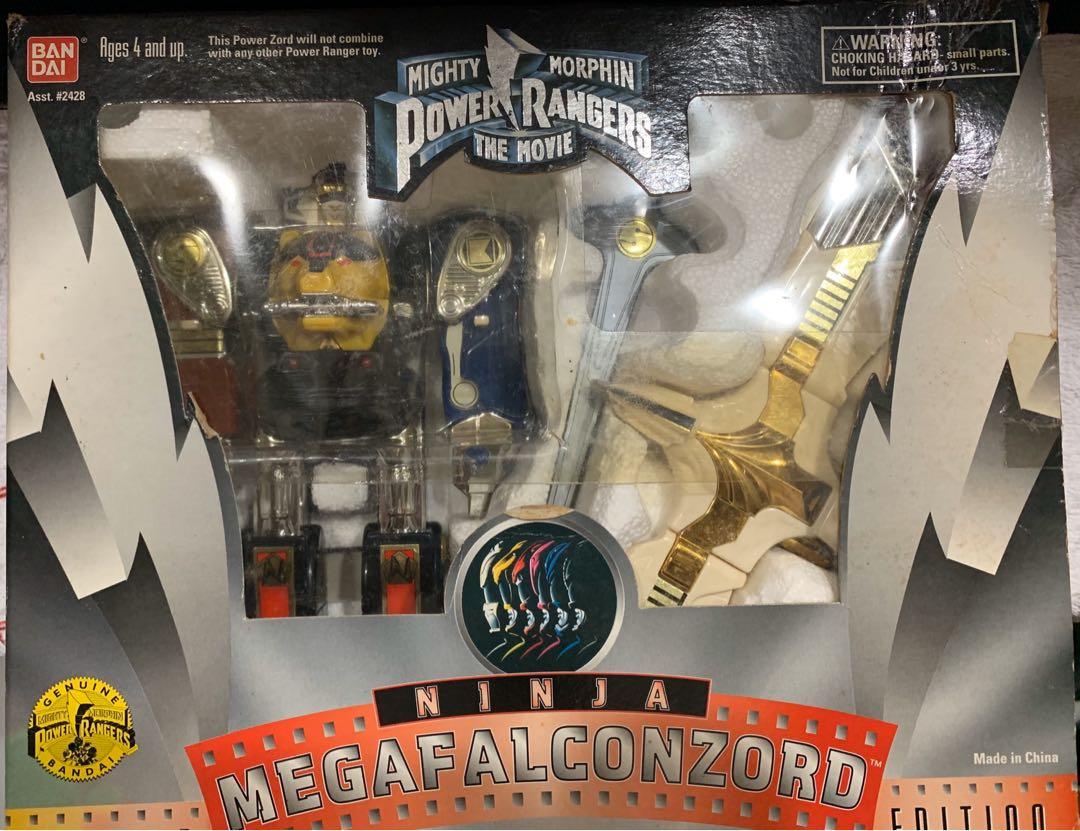 BAN DAI®
Asst. #2428
Ages 4 and up.
This Power Zord will not combine
with any other Power Ranger toy.
MIGHTY MORPHIN
POWER RANGERS
THE MOVIE
WARNING:
CHOKING HAZARD- small parts.
Not for Children under 3 yrs.
S
GENUINE
MIGHTY MORPHIN
POWER RANGERS
BANDAI
NINJA
MEGAFALCONZORD™
Made in China
EDITION